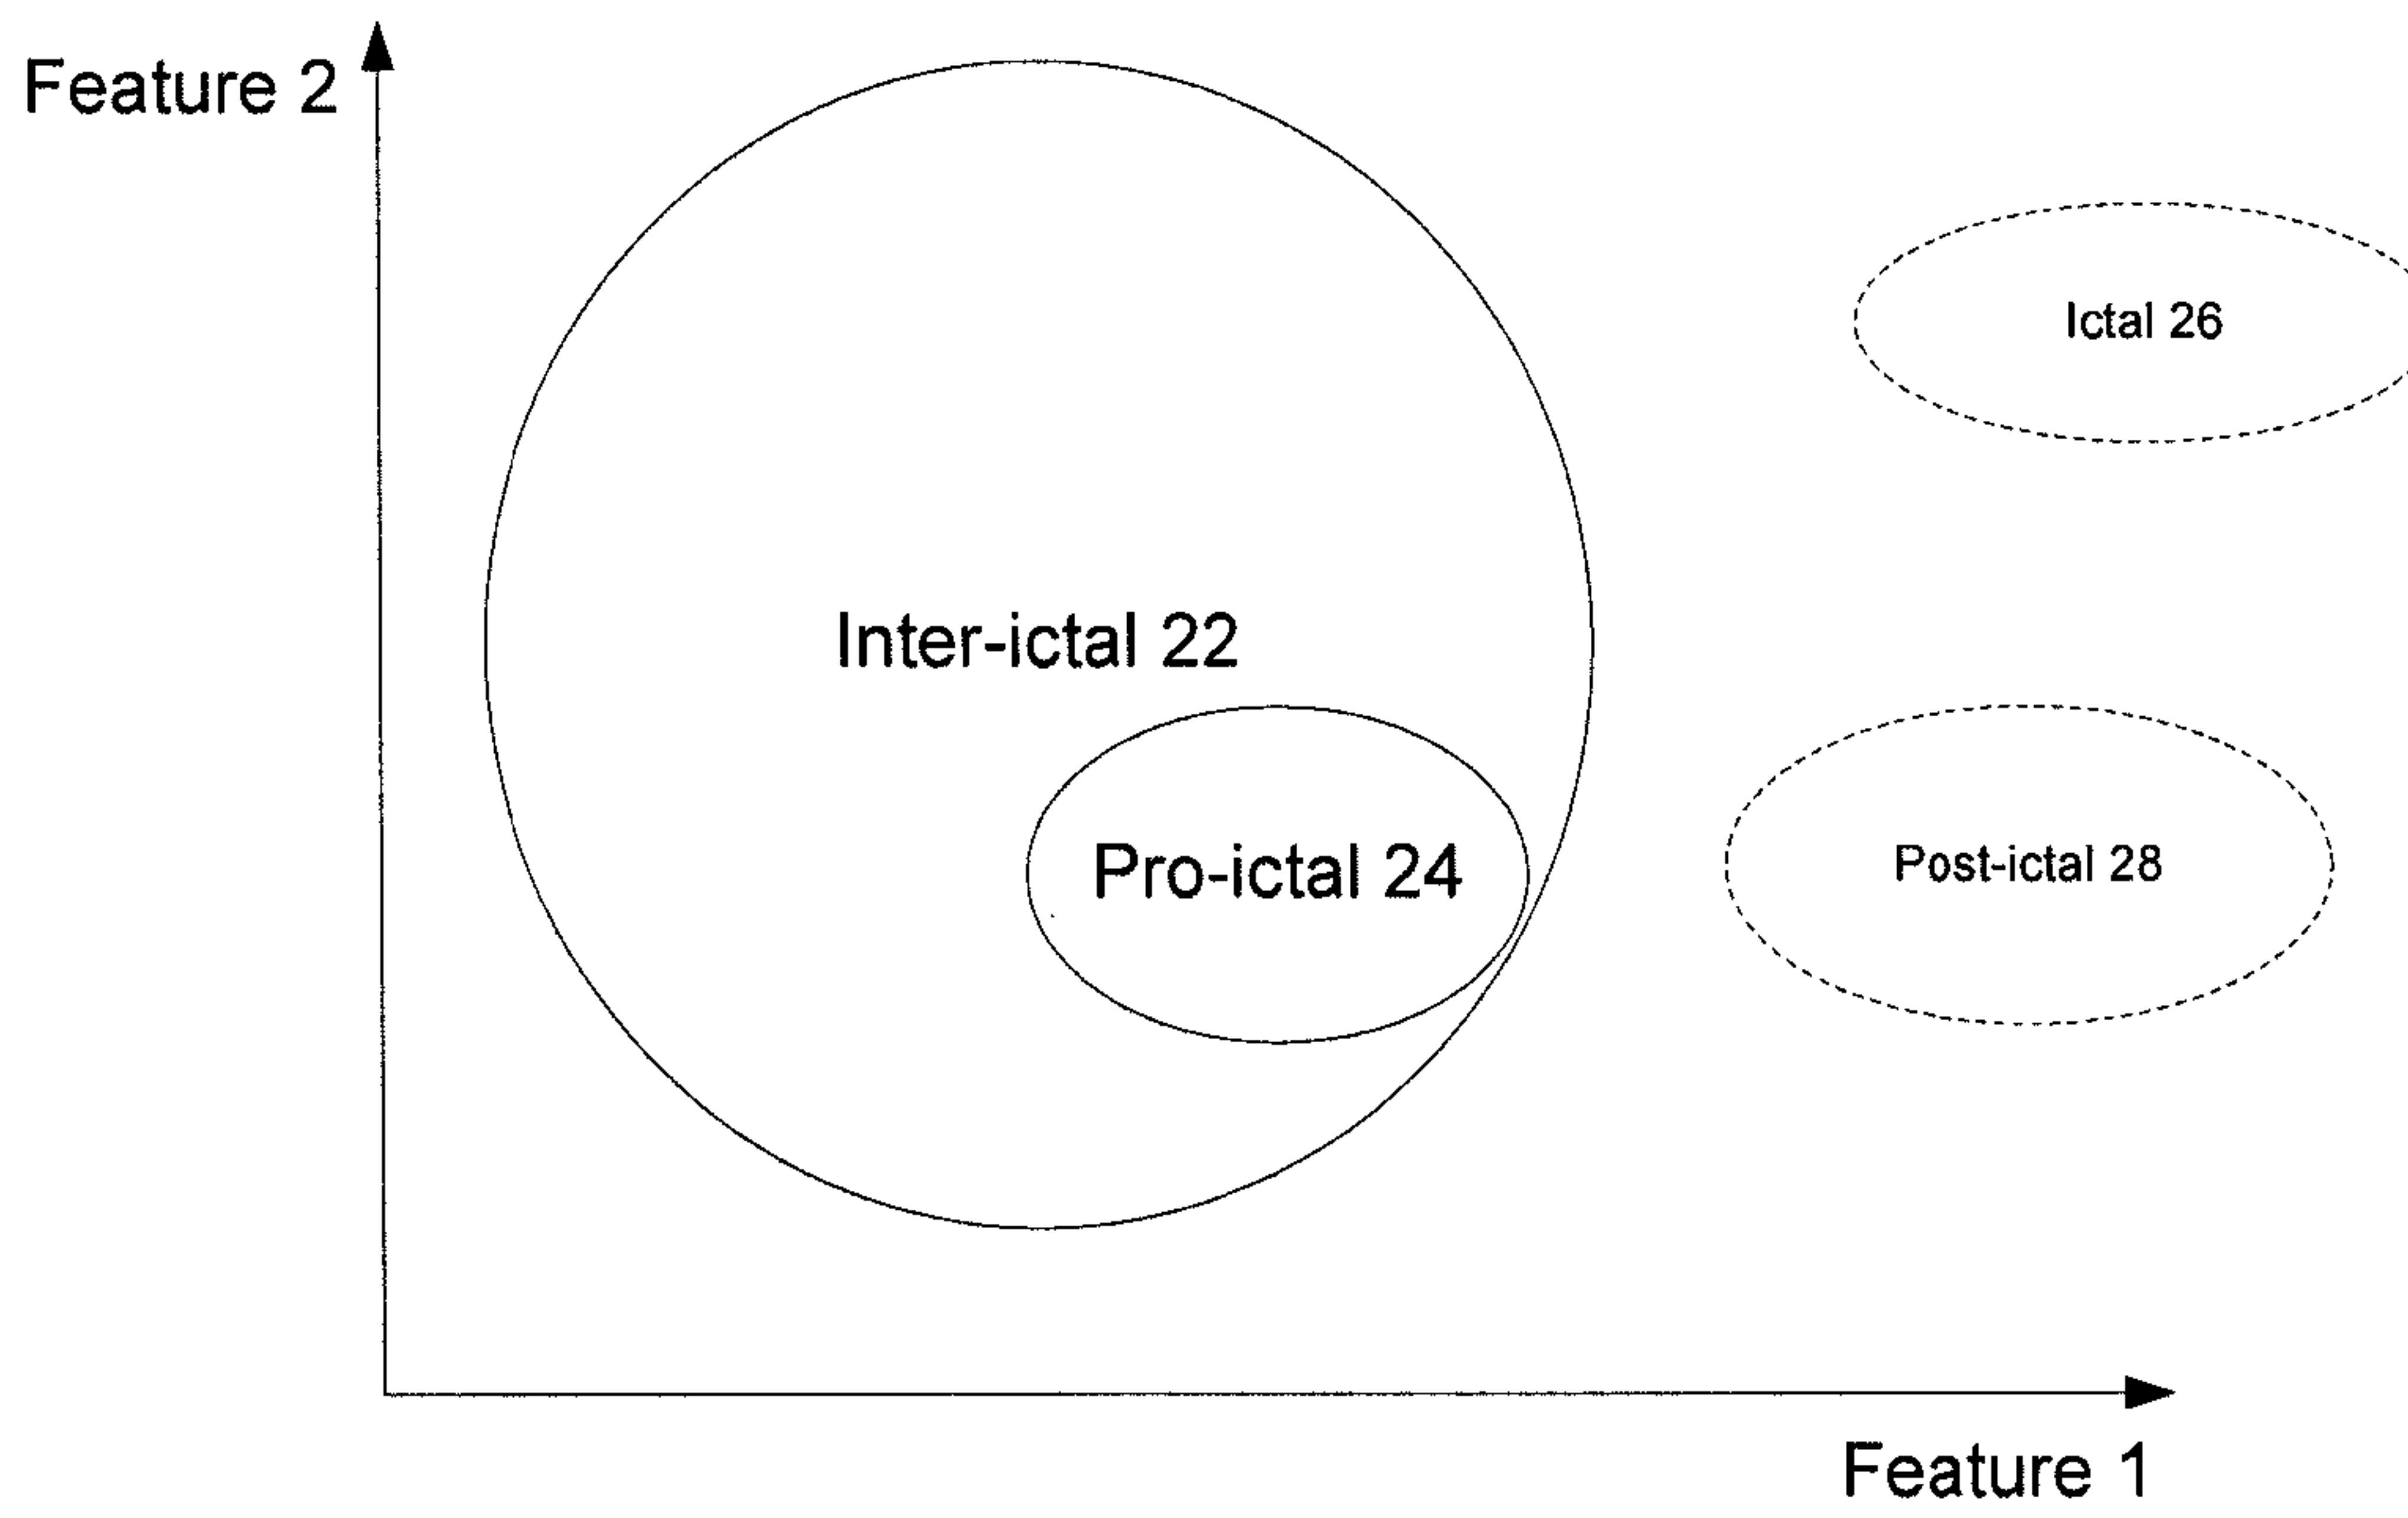 Feature 2
Ictal 26
Inter-ictal 22
Pro-ictal 24
Post-ictal 28
Feature 1